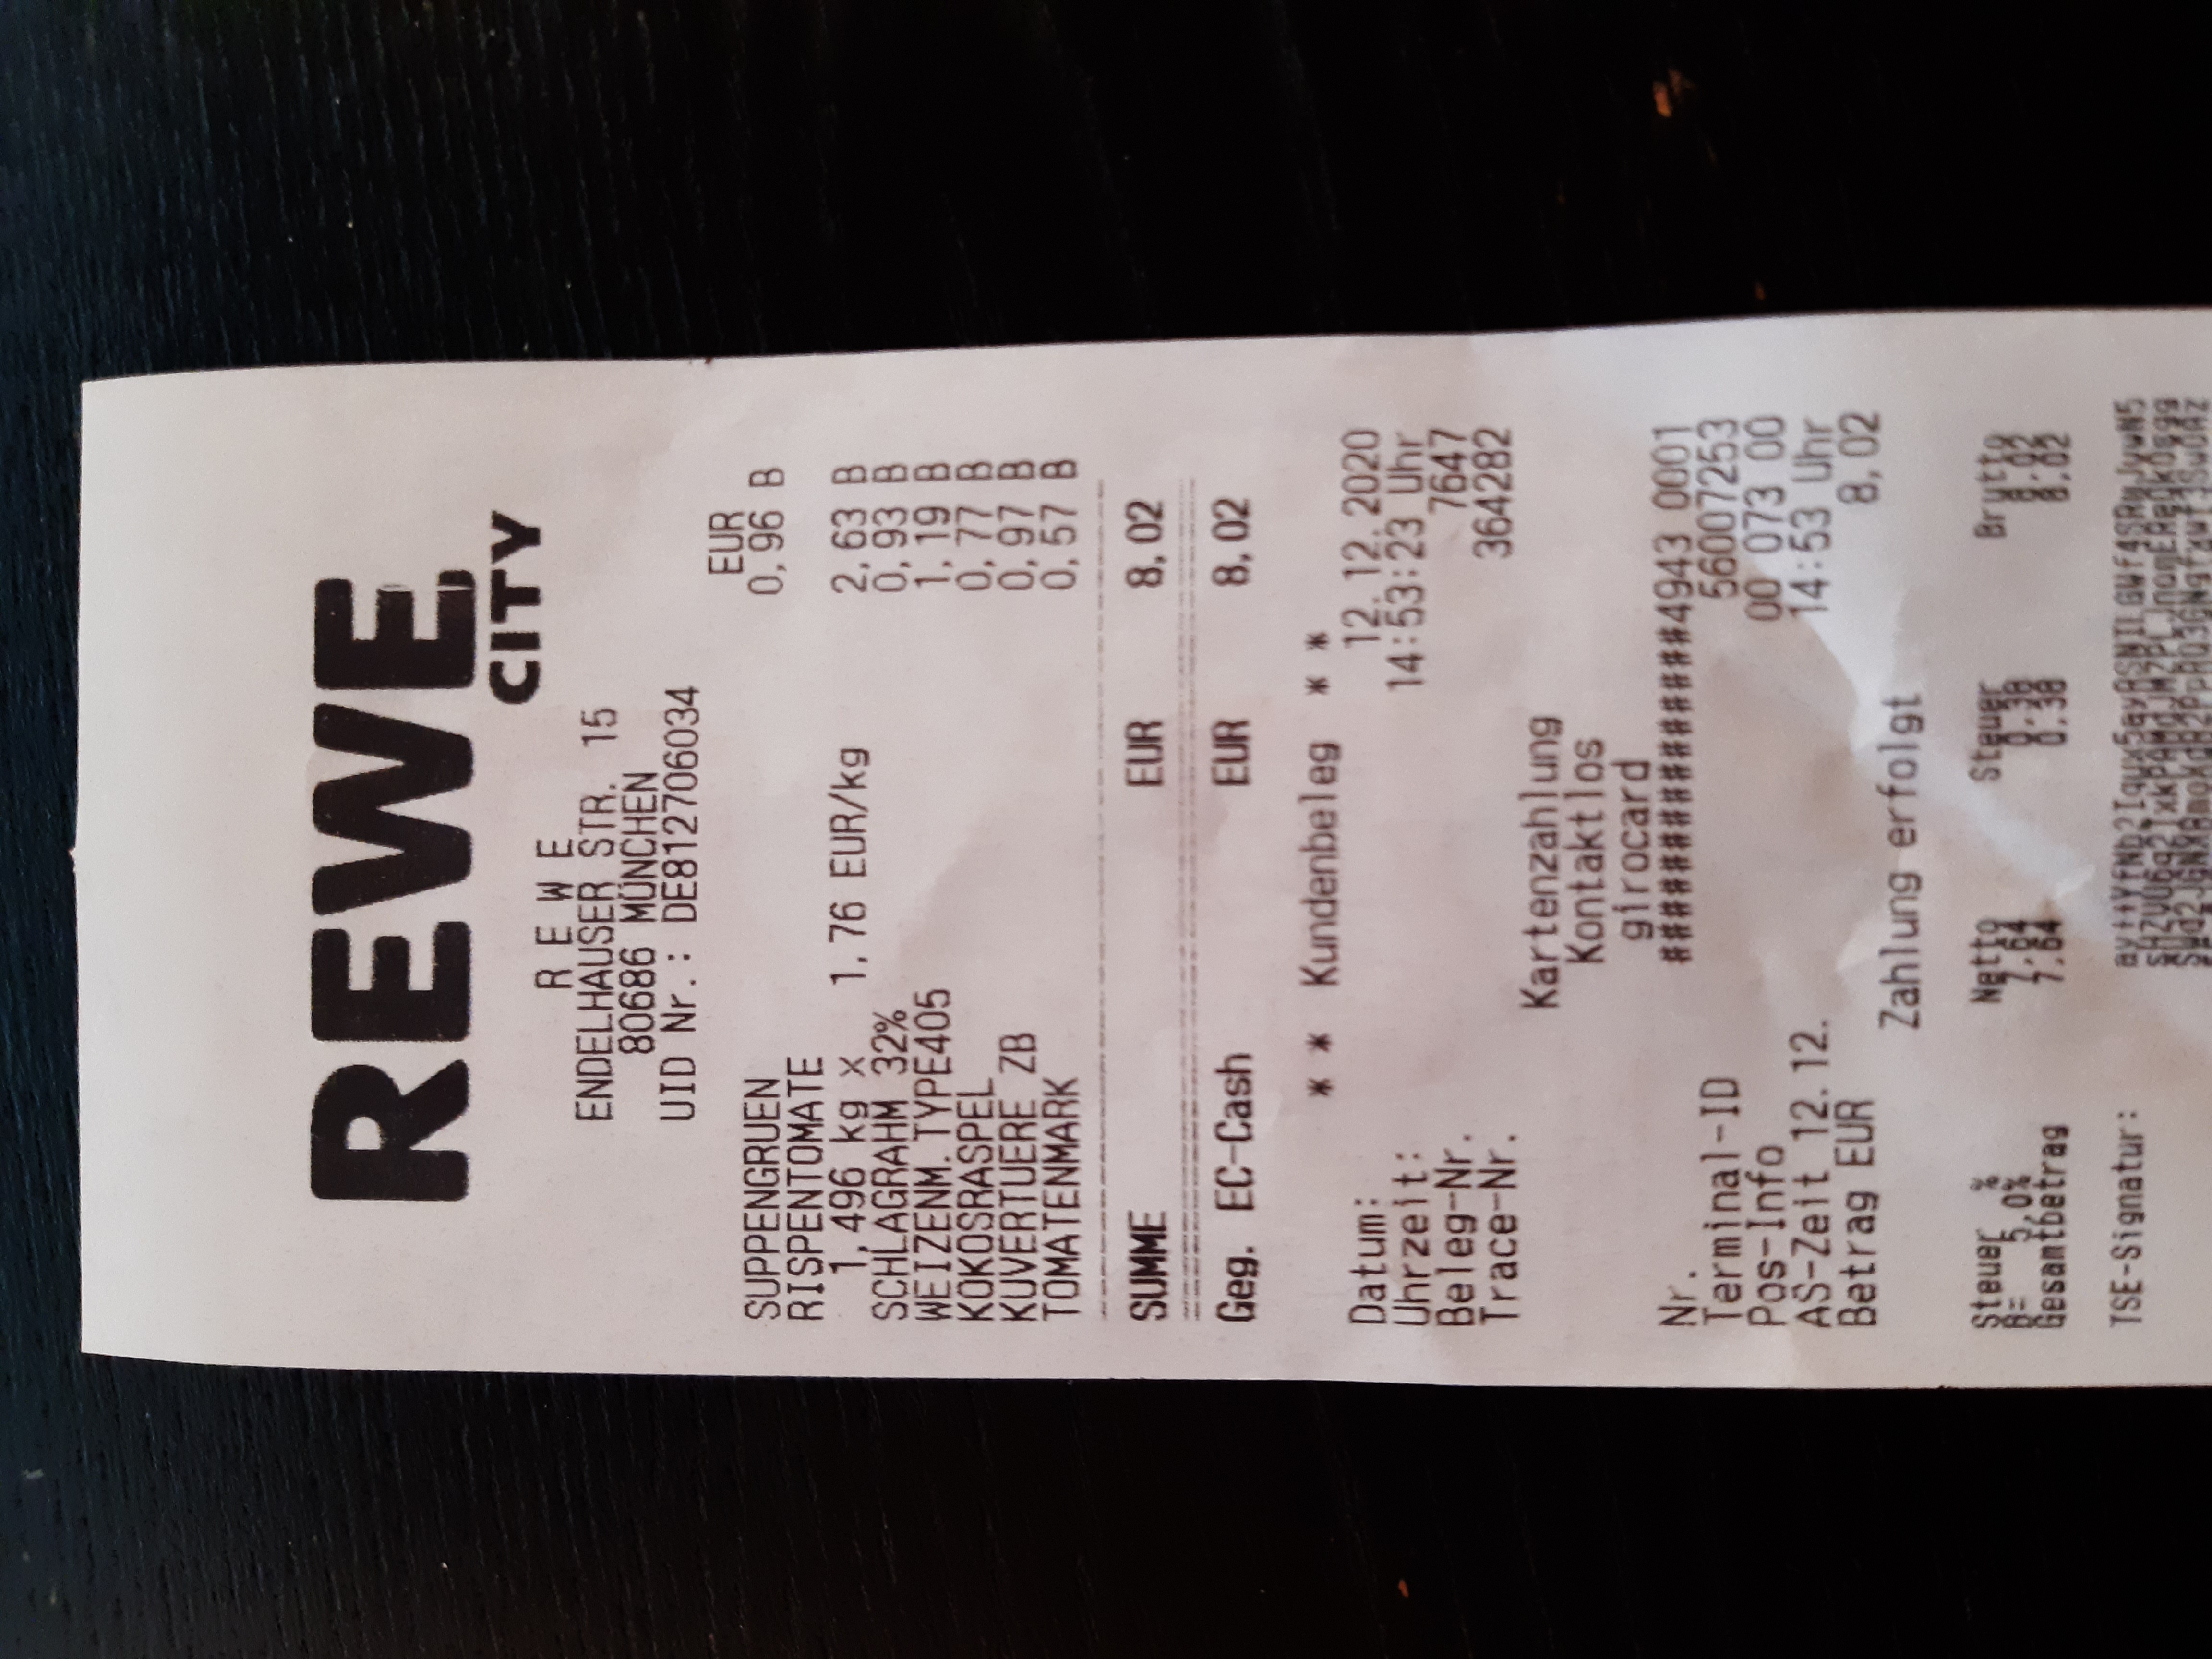 REWE
CITY
R E W E
ENDELHAUSER STR. 15
80686 MÜNCHEN
UID Nr.: DE812706034
EUR
SUPPENGRUEN 0,96 B
RISPENTOMATE
1,496 kg x 1,76 EUR/kg 2,63 B
SCHLAGRAHM 32% 0,93 B
WEIZENM. TYPE405 1,19 B
KOKOSRASPEL 0,77 B
KUVERTUERE ZB 0,97 B
TOMATENMARK 0,57 B
SUMME EUR 8,02
Geg. EC-Cash EUR 8,02
* * Kundenbeleg * *
Datum: 12.12.2020
Uhrzeit: 14:53:23 Uhr
Beleg-Nr. 7647
Trace-Nr. 364282
Kartenzahlung
Kontaktlos
girocard
Nr. ###############4943 0001
Terminal-ID 56007253
Pos-Info 00 073 00
AS-Zeit 12.12. 14:53 Uhr
Betrag EUR 8,02
Zahlung erfolgt
Steuer % Netto Steuer Brutto
B= 5,0% 7,64 0,38 8,02
Gesamtbetrag 7,64 0,38 8,02
TSE-Signatur: